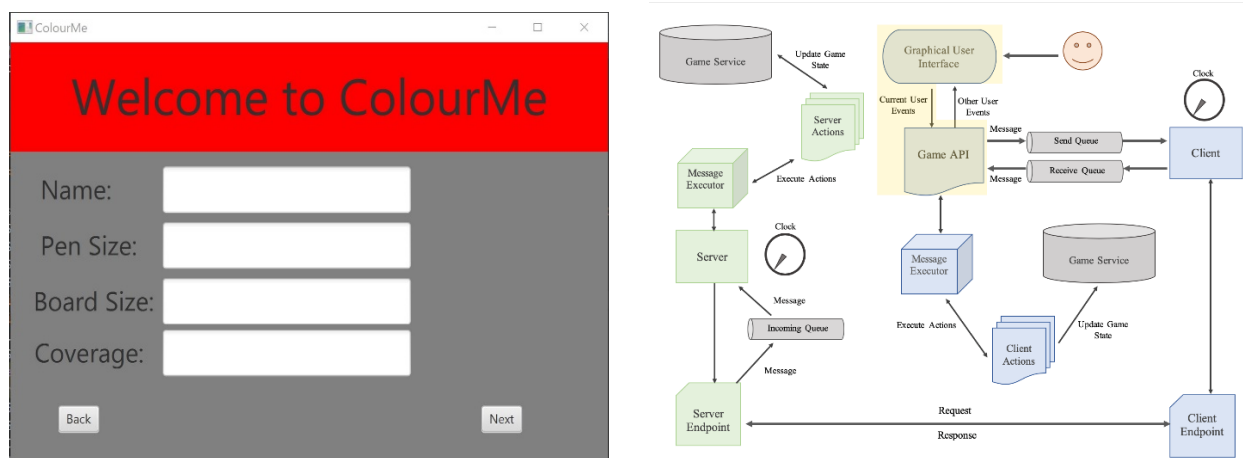 ColourMe
Welcome to ColourMe
Name:
Pen Size:
Board Size:
Coverage:
Back
Next
Game Service
Update Game
State
Server
Actions
Message
Executor
Execute Actions
Server
Clock
Message
Incoming Queue
Message
Server
Endpoint
Graphical User
Interface
Current User
Events
Other User
Events
Game API
Message
Send Queue
Message
Receive Queue
Clock
Client
Message
Executor
Game Service
Execute Actions
Client
Actions
Update Game
State
Request
Response
Client
Endpoint